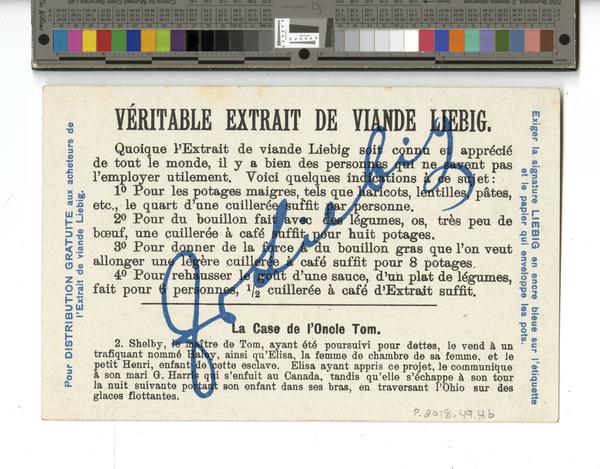 VÉRITABLE EXTRAIT DE VIANDE LIEBIG.
Quoique l'Extrait de viande Liebig soit connu et apprécié
de tout le monde, il y a bien des personnes qui ne savent pas
l'employer utilement. Voici quelques indications à ce sujet:
1º Pour les potages maigres, tels que haricots, lentilles, pâtes,
etc., le quart d'une cuillerée suffit par personne.
2º Pour du bouillon fait avec des légumes, os, très peu de
bœuf, une cuillerée à café suffit pour huit potages.
3º Pour donner de la force à du bouillon gras que l'on veut
allonger une légère cuillerée à café suffit pour 8 potages.
4º Pour rehausser le goût d'une sauce, d'un plat de légumes,
fait pour 6 personnes, 1/2 cuillerée à café d'Extrait suffit.
La Case de l'Oncle Tom.
2. Shelby, le maître de Tom, ayant été poursuivi pour dettes, le vend à un
trafiquant nommé Haley, ainsi qu'Elisa, la femme de chambre de sa femme, et le
petit Henri, enfant de cette esclave. Elisa ayant appris ce projet, le communique
à son mari G. Harris qui s'enfuit au Canada, tandis qu'elle s'échappe à son tour
la nuit suivante portant son enfant dans ses bras, en traversant l'Ohio sur des
glaces flottantes.
Pour DISTRIBUTION GRATUITE aux acheteurs de
l'Extrait de viande Liebig.
Exiger la signature LIEBIG en encre bleue sur l'étiquette
et le papier qui enveloppe les pots.
J v Liebig
P.2018.49.4b